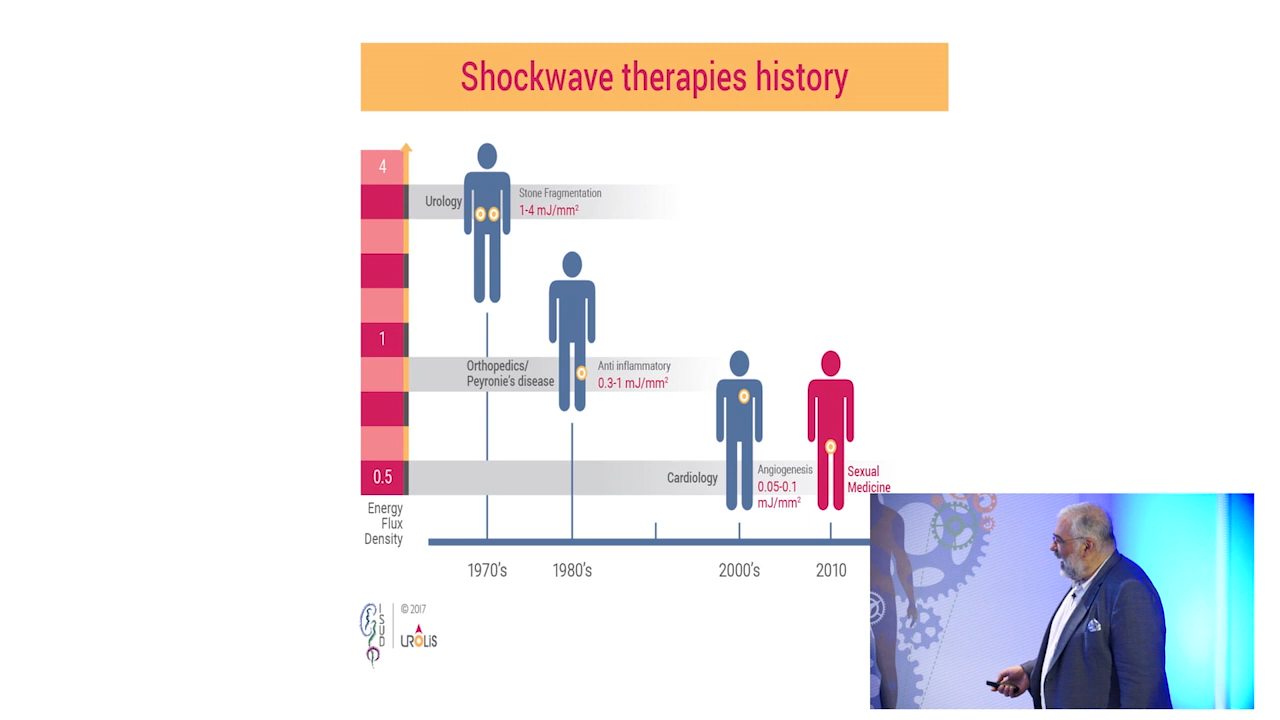 Shockwave therapies history
4
Urology
Stone Fragmentation
1-4 mJ/mm²
1
Orthopedics/
Peyronie's disease
Anti inflammatory
0.3-1 mJ/mm²
0.5
Cardiology
Angiogenesis
0.05-0.1
mJ/mm²
Sexual
Medicine
Energy
Flux
Density
1970's
1980's
2000's
2010
I
S
U
D
© 2017
UROLiS